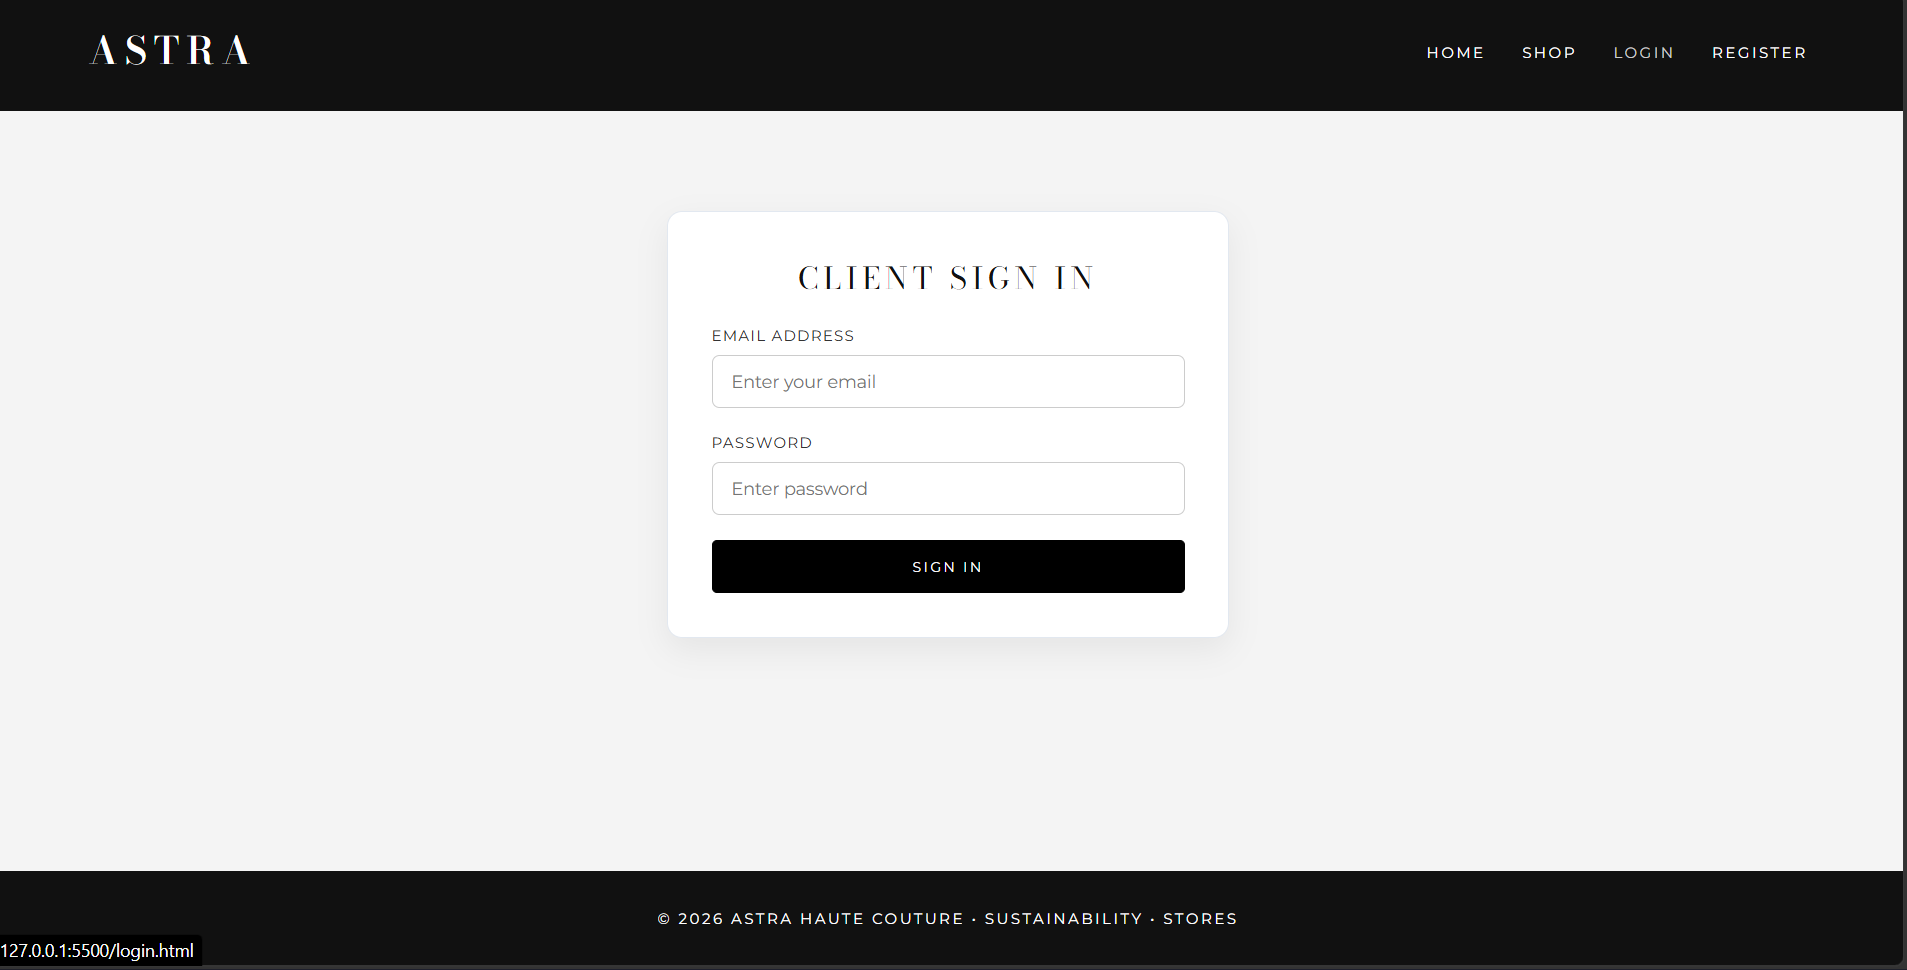 ASTRA
HOME SHOP LOGIN REGISTER
CLIENT SIGN IN
EMAIL ADDRESS
Enter your email
PASSWORD
Enter password
SIGN IN
© 2026 ASTRA HAUTE COUTURE • SUSTAINABILITY • STORES
127.0.0.1:5500/login.html